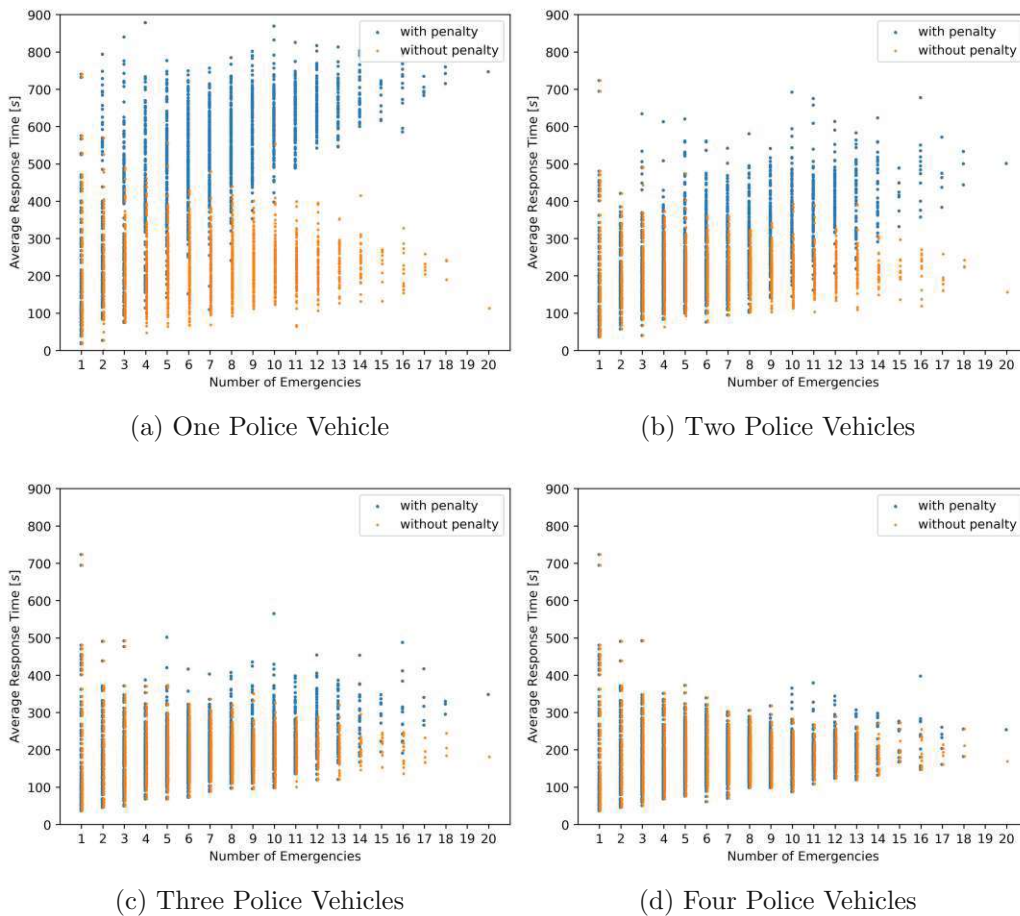 900
800
700
600
500
400
300
200
100
0
Average Response Time [s]
with penalty
without penalty
1 2 3 4 5 6 7 8 9 10 11 12 13 14 15 16 17 18 19 20
Number of Emergencies
(a) One Police Vehicle
900
800
700
600
500
400
300
200
100
0
Average Response Time [s]
with penalty
without penalty
1 2 3 4 5 6 7 8 9 10 11 12 13 14 15 16 17 18 19 20
Number of Emergencies
(b) Two Police Vehicles
900
800
700
600
500
400
300
200
100
0
Average Response Time [s]
with penalty
without penalty
1 2 3 4 5 6 7 8 9 10 11 12 13 14 15 16 17 18 19 20
Number of Emergencies
(c) Three Police Vehicles
900
800
700
600
500
400
300
200
100
0
Average Response Time [s]
with penalty
without penalty
1 2 3 4 5 6 7 8 9 10 11 12 13 14 15 16 17 18 19 20
Number of Emergencies
(d) Four Police Vehicles